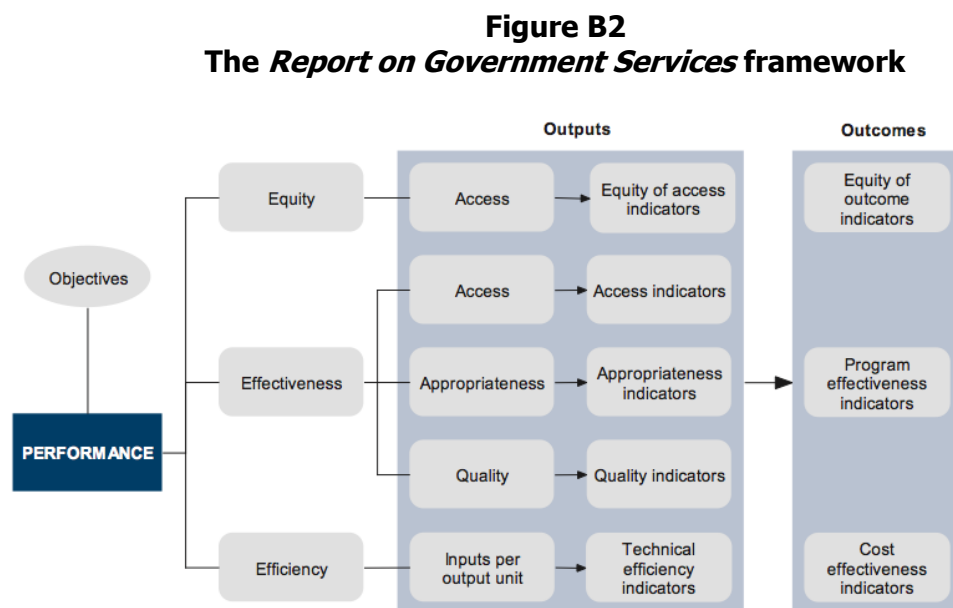 Figure B2
The Report on Government Services framework
Outputs
Outcomes
Equity
Access
Equity of access
indicators
Equity of
outcome
indicators
Objectives
Access
Access indicators
Effectiveness
Appropriateness
Appropriateness
indicators
Program
effectiveness
indicators
PERFORMANCE
Quality
Quality indicators
Efficiency
Inputs per
output unit
Technical
efficiency
indicators
Cost
effectiveness
indicators